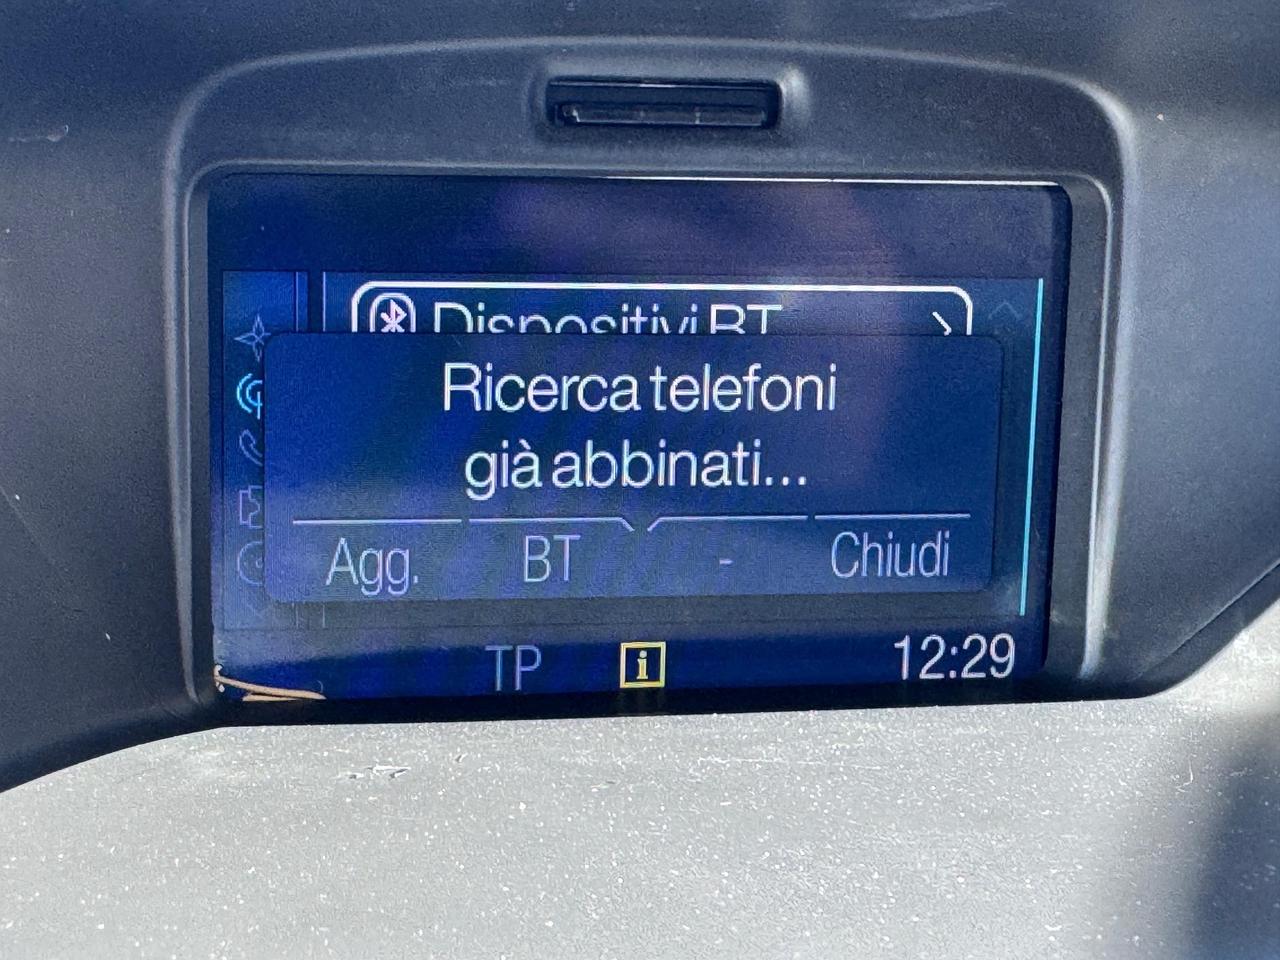 Dispositivi BT
Ricerca telefoni
già abbinati...
Agg. BT - Chiudi
TP i 12:29